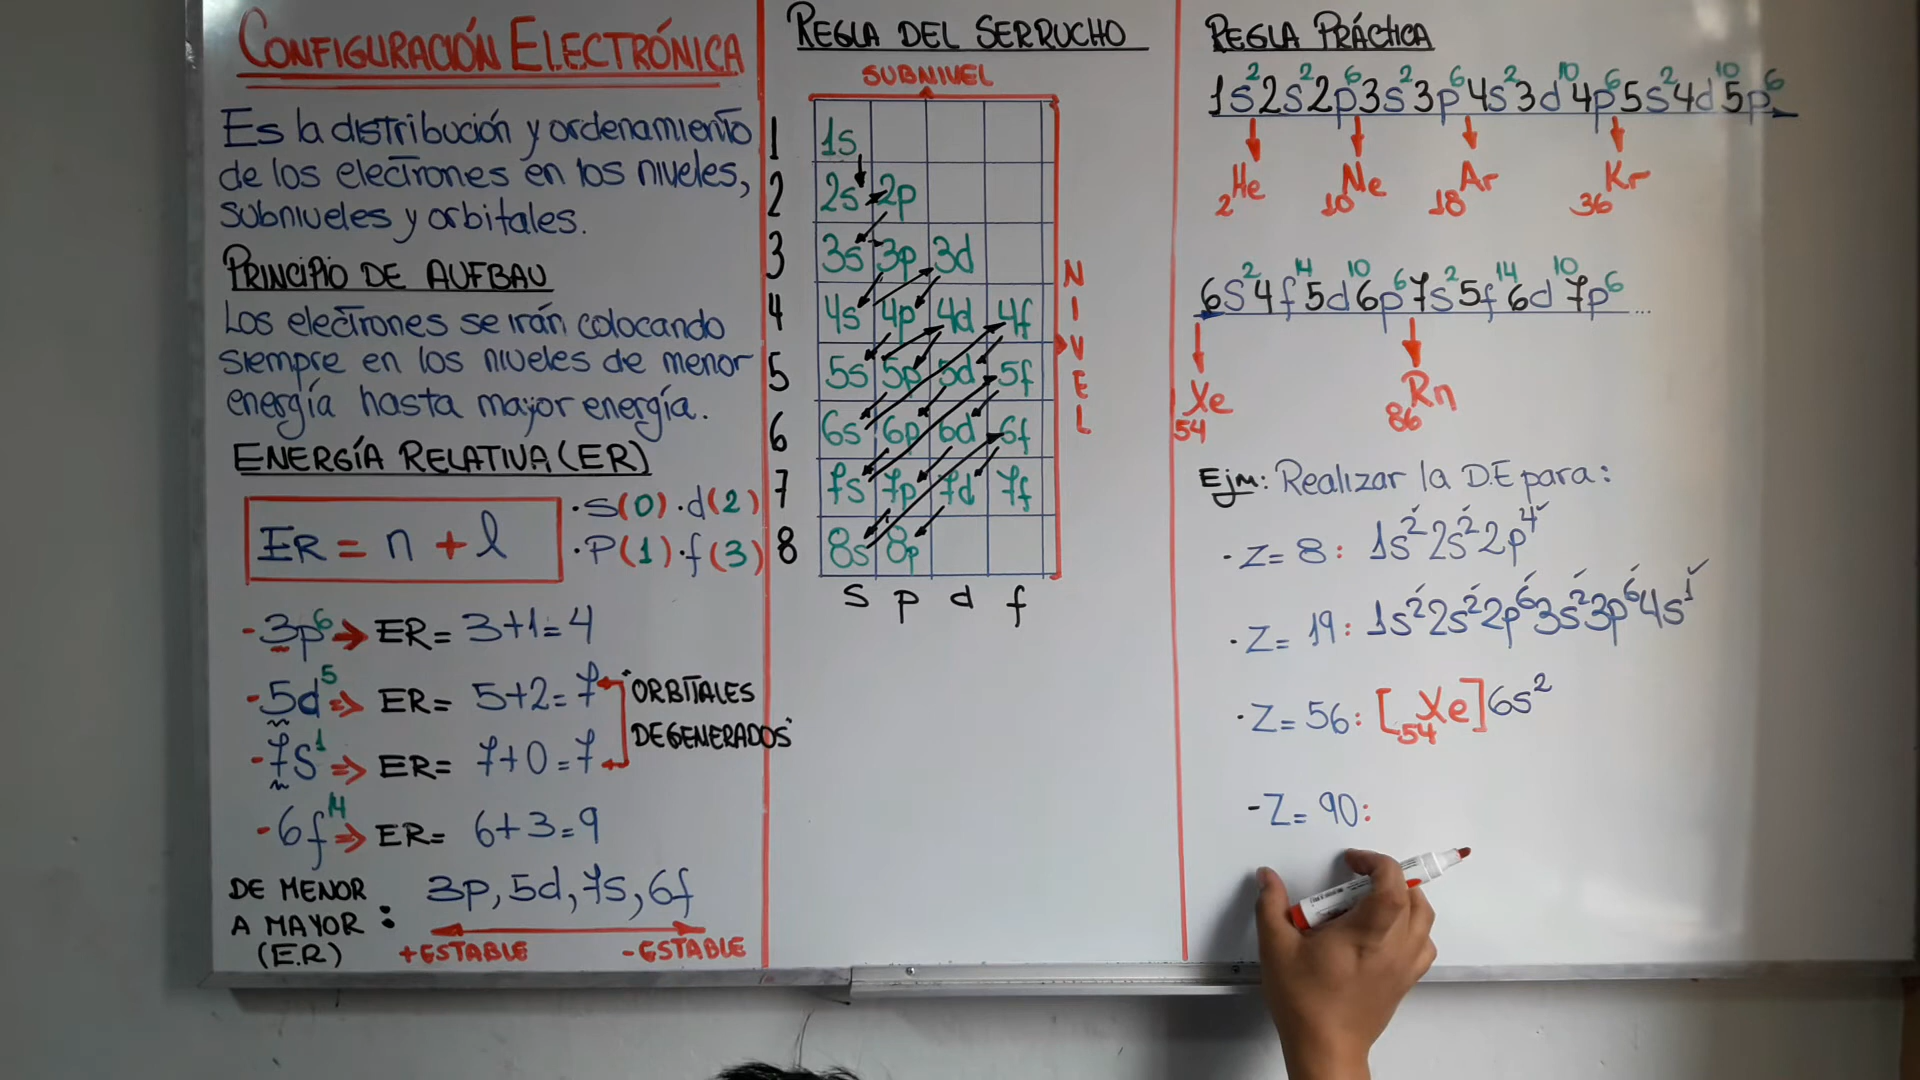 CONFIGURACIÓN ELECTRÓNICA
Es la distribución y ordenamiento
de los electrones en los niveles,
subniveles y orbitales.
PRINCIPIO DE AUFBAU
Los electrones se irán colocando
siempre en los niveles de menor
energía hasta mayor energía.
ENERGÍA RELATIVA (ER)
ER = n + l
· s(0) · d(2)
· P(1) · f(3)
- 3p⁶ → ER = 3+1=4
- 5d⁵ ⇒ ER = 5+2=7
- 7s¹ ⇒ ER = 7+0=7
"ORBITALES
DEGENERADOS"
- 6f¹⁴ ⇒ ER = 6+3=9
DE MENOR
A MAYOR :
(E.R)
3p, 5d, 7s, 6f
+ESTABLE
-ESTABLE
REGLA DEL SERRUCHO
SUBNIVEL
1 1s
2 2s 2p
3 3s 3p 3d
4 4s 4p 4d 4f
5 5s 5p 5d 5f
6 6s 6p 6d 6f
7 7s 7p 7d 7f
8 8s 8p
s p d f
NIVEL
REGLA PRÁCTICA
1s² 2s² 2p⁶ 3s² 3p⁶ 4s² 3d¹⁰ 4p⁶ 5s² 4d¹⁰ 5p⁶
₂He ₁₀Ne ₁₈Ar ₃₆Kr
6s² 4f¹⁴ 5d¹⁰ 6p⁶ 7s² 5f¹⁴ 6d¹⁰ 7p⁶ ...
₅₄Xe ₈₆Rn
Ejm: Realizar la D.E para:
· Z = 8: 1s² 2s² 2p⁴
· Z = 19: 1s² 2s² 2p⁶ 3s² 3p⁶ 4s¹
· Z = 56: [₅₄Xe] 6s²
- Z = 90: